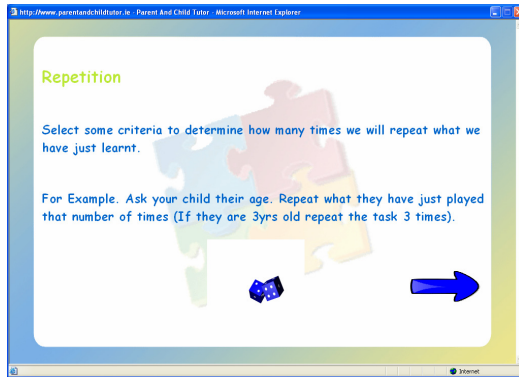 http://www.parentandchildtutor.ie - Parent And Child Tutor - Microsoft Internet Explorer
Repetition
Select some criteria to determine how many times we will repeat what we
have just learnt.
For Example. Ask your child their age. Repeat what they have just played
that number of times (If they are 3yrs old repeat the task 3 times).
Internet